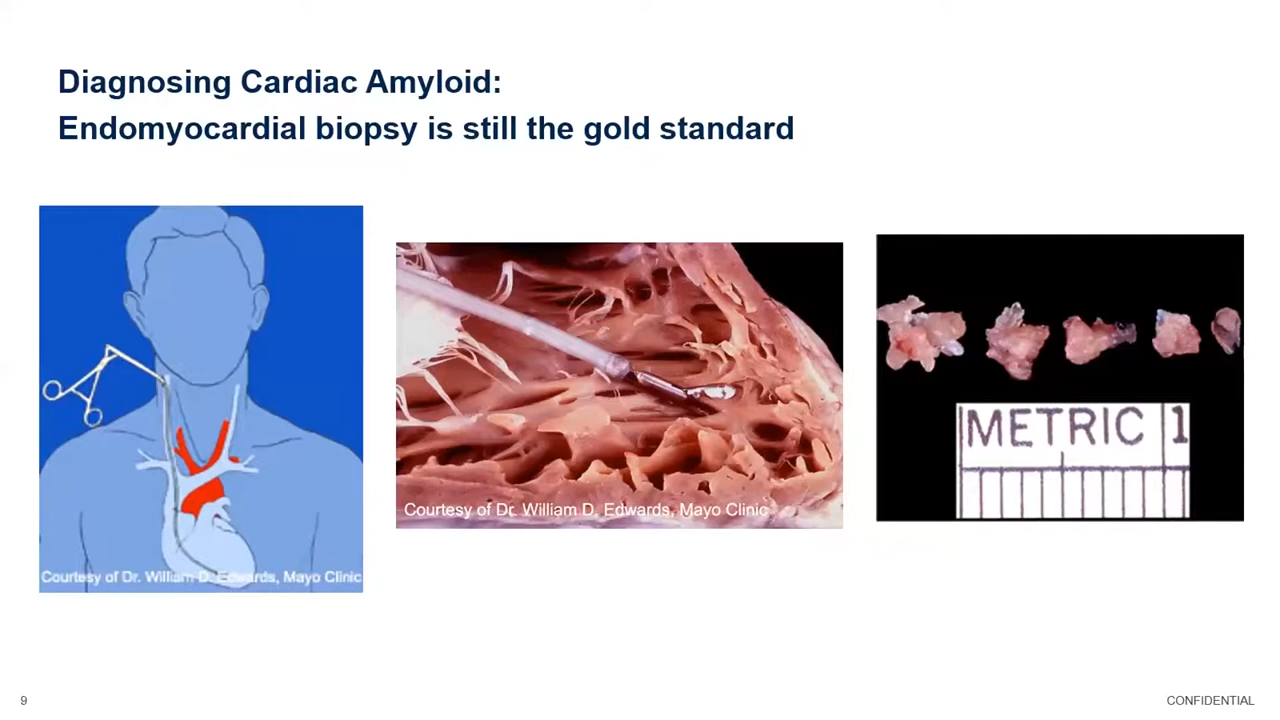 Diagnosing Cardiac Amyloid:
Endomyocardial biopsy is still the gold standard
Courtesy of Dr. William D. Edwards, Mayo Clinic
Courtesy of Dr. William D. Edwards, Mayo Clinic
METRIC 1
9
CONFIDENTIAL